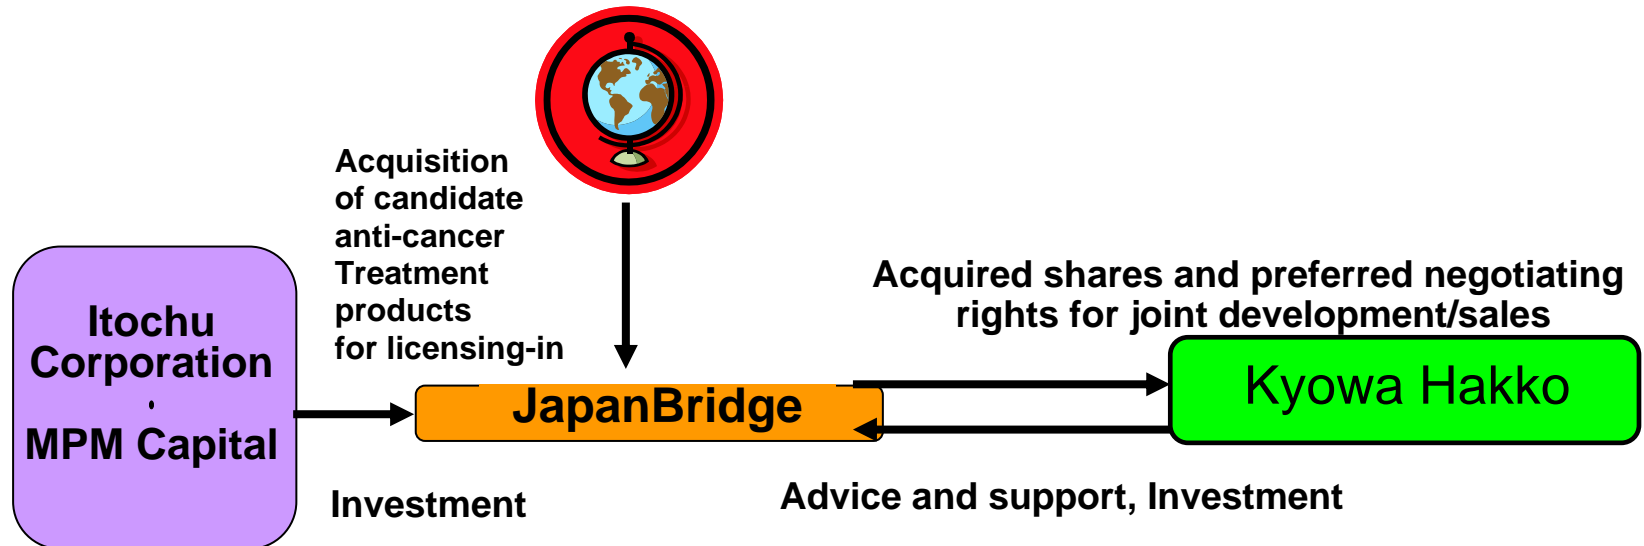 Acquisition
of candidate
anti-cancer
Treatment
products
for licensing-in
Itochu
Corporation
·
MPM Capital
Investment
JapanBridge
Acquired shares and preferred negotiating
rights for joint development/sales
Kyowa Hakko
Advice and support, Investment